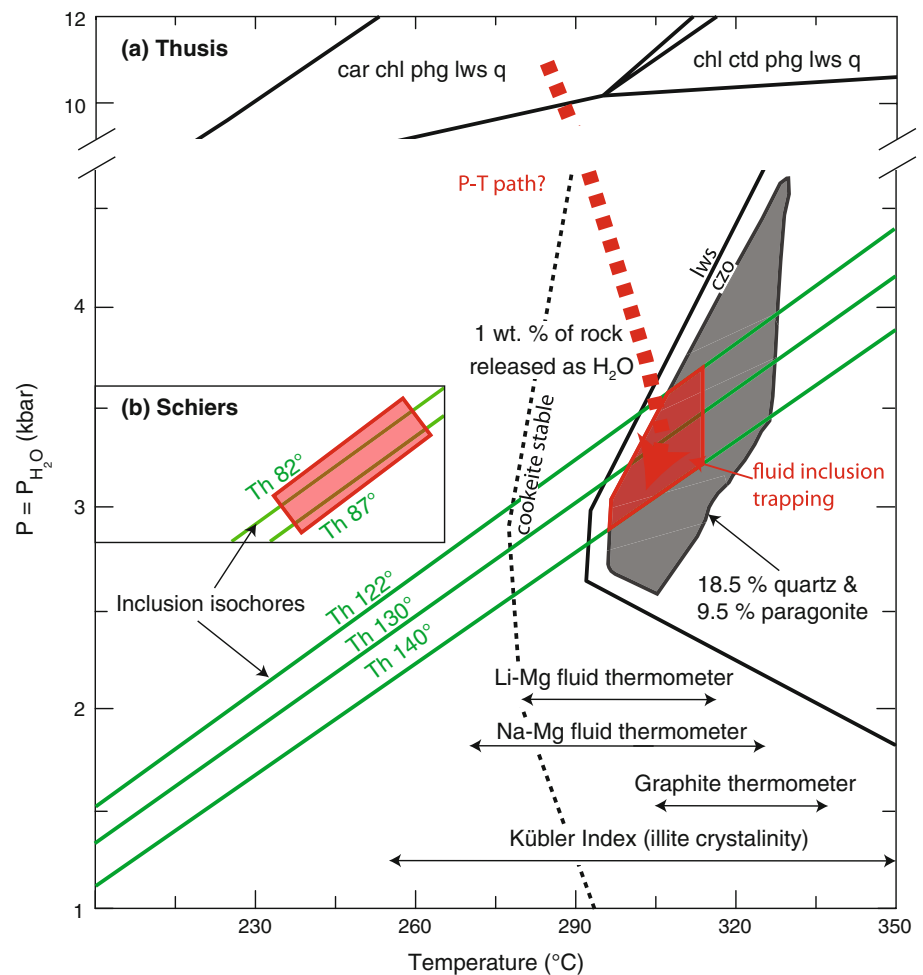 12
(a) Thusis
car chl phg lws q
chl ctd phg lws q
10
P-T path?
lws
czo
4
1 wt. % of rock
released as H₂O
cookeite stable
(b) Schiers
Th 82°
Th 87°
fluid inclusion
trapping
3
P = P_H₂O (kbar)
18.5 % quartz &
9.5 % paragonite
Inclusion isochores
Th 122°
Th 130°
Th 140°
Li-Mg fluid thermometer
2
Na-Mg fluid thermometer
Graphite thermometer
Kübler Index (illite crystalinity)
1
230
260
290
320
350
Temperature (°C)